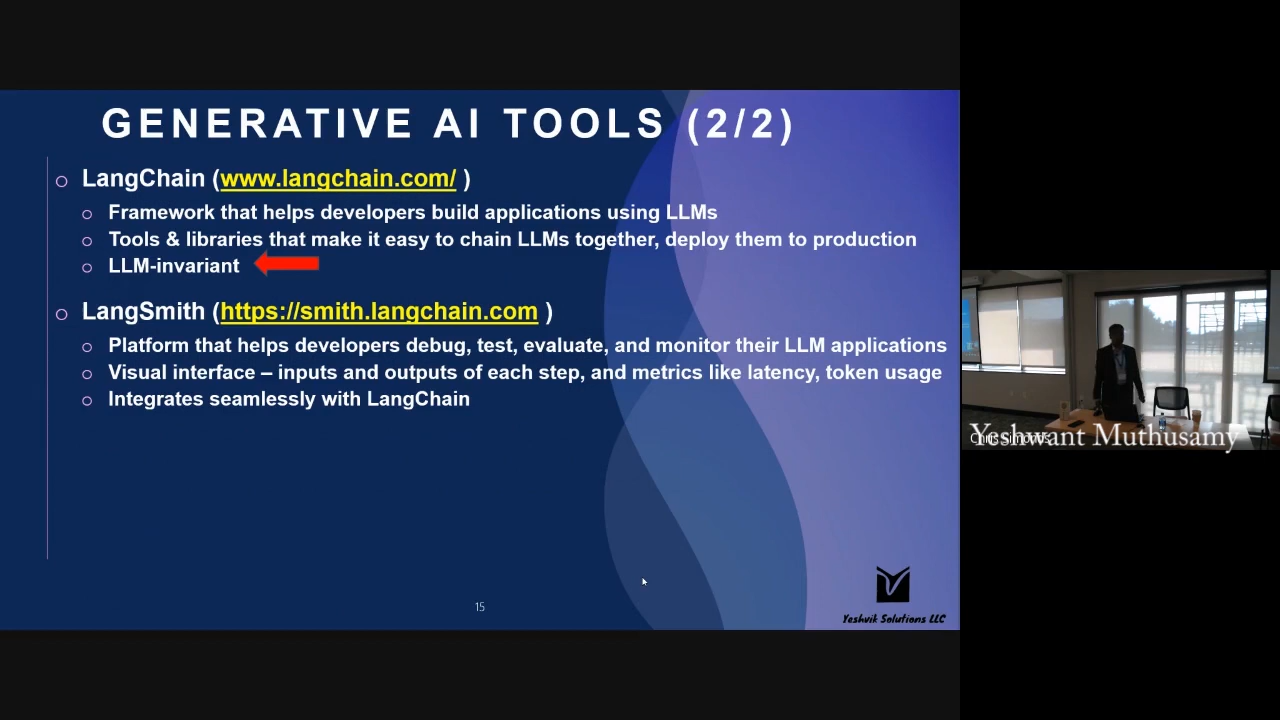 GENERATIVE AI TOOLS (2/2)
o LangChain (www.langchain.com/ )
o Framework that helps developers build applications using LLMs
o Tools & libraries that make it easy to chain LLMs together, deploy them to production
o LLM-invariant
o LangSmith (https://smith.langchain.com )
o Platform that helps developers debug, test, evaluate, and monitor their LLM applications
o Visual interface – inputs and outputs of each step, and metrics like latency, token usage
o Integrates seamlessly with LangChain
15
Yeshvik Solutions LLC
Yeshwant Muthusamy